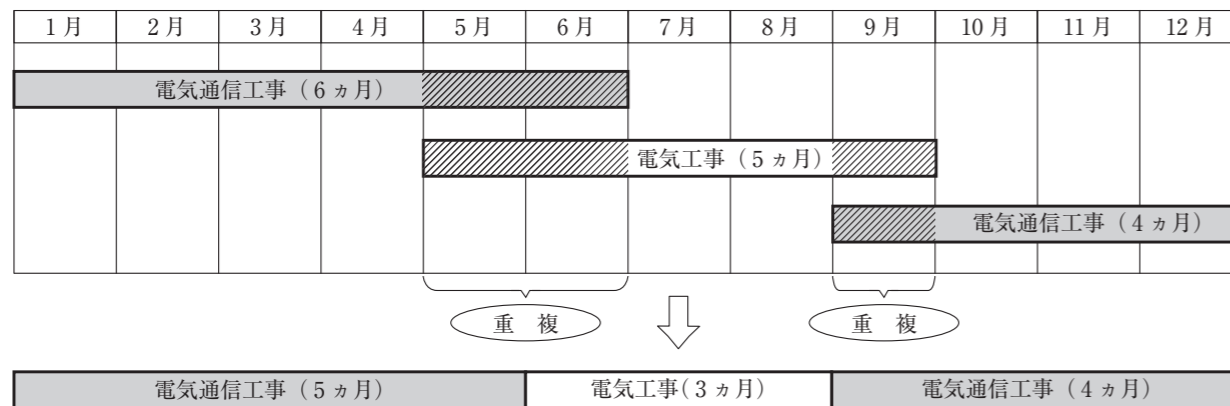 1月 2月 3月 4月 5月 6月 7月 8月 9月 10月 11月 12月
電気通信工事（6ヵ月）
電気工事（5ヵ月）
電気通信工事（4ヵ月）
重　複 重　複
電気通信工事（5ヵ月） 電気工事（3ヵ月） 電気通信工事（4ヵ月）